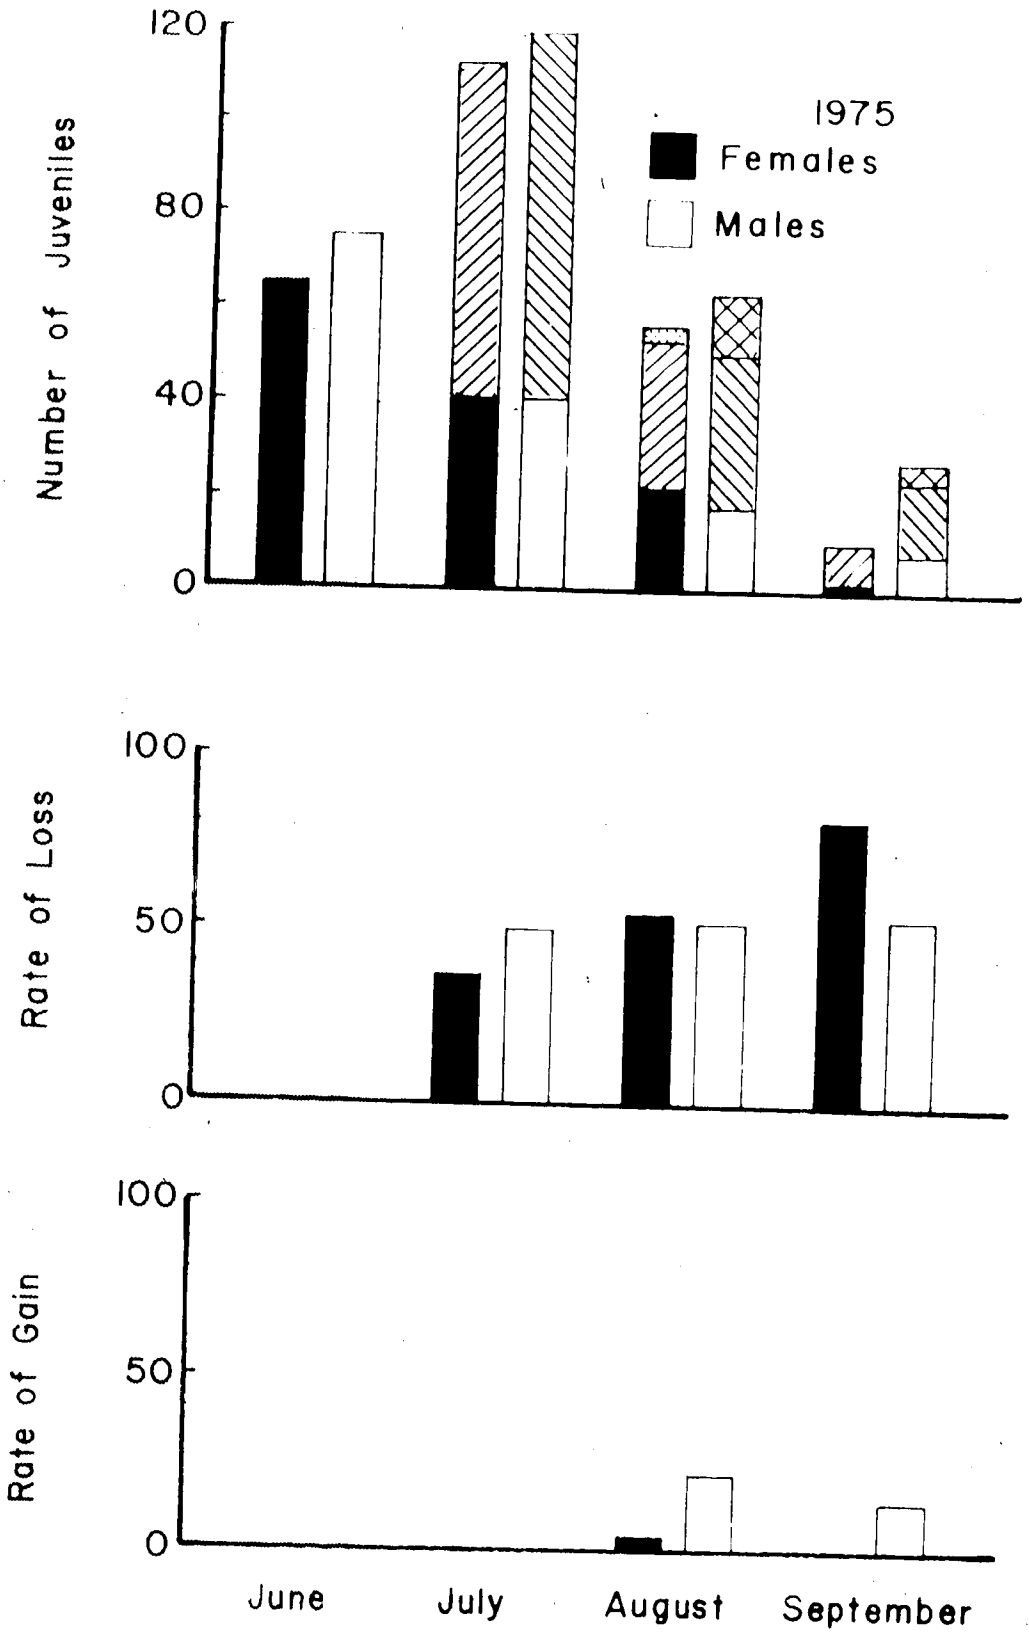 120
80
40
0
Number of Juveniles
1975
Females
Males
100
50
0
Rate of Loss
100
50
0
Rate of Gain
June July August September